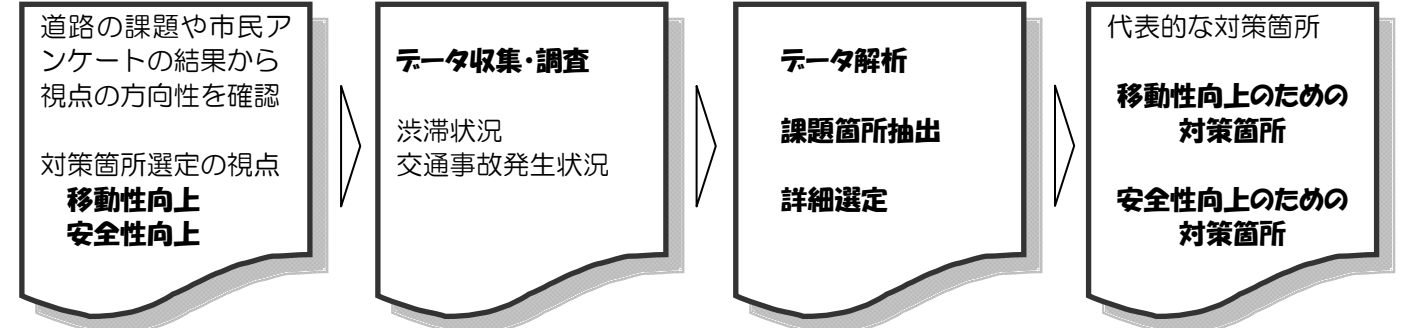 道路の課題や市民ア
ンケートの結果から
視点の方向性を確認
対策箇所選定の視点
移動性向上
安全性向上
データ収集・調査
渋滞状況
交通事故発生状況
データ解析
課題箇所抽出
詳細選定
代表的な対策箇所
移動性向上のための
対策箇所
安全性向上のための
対策箇所